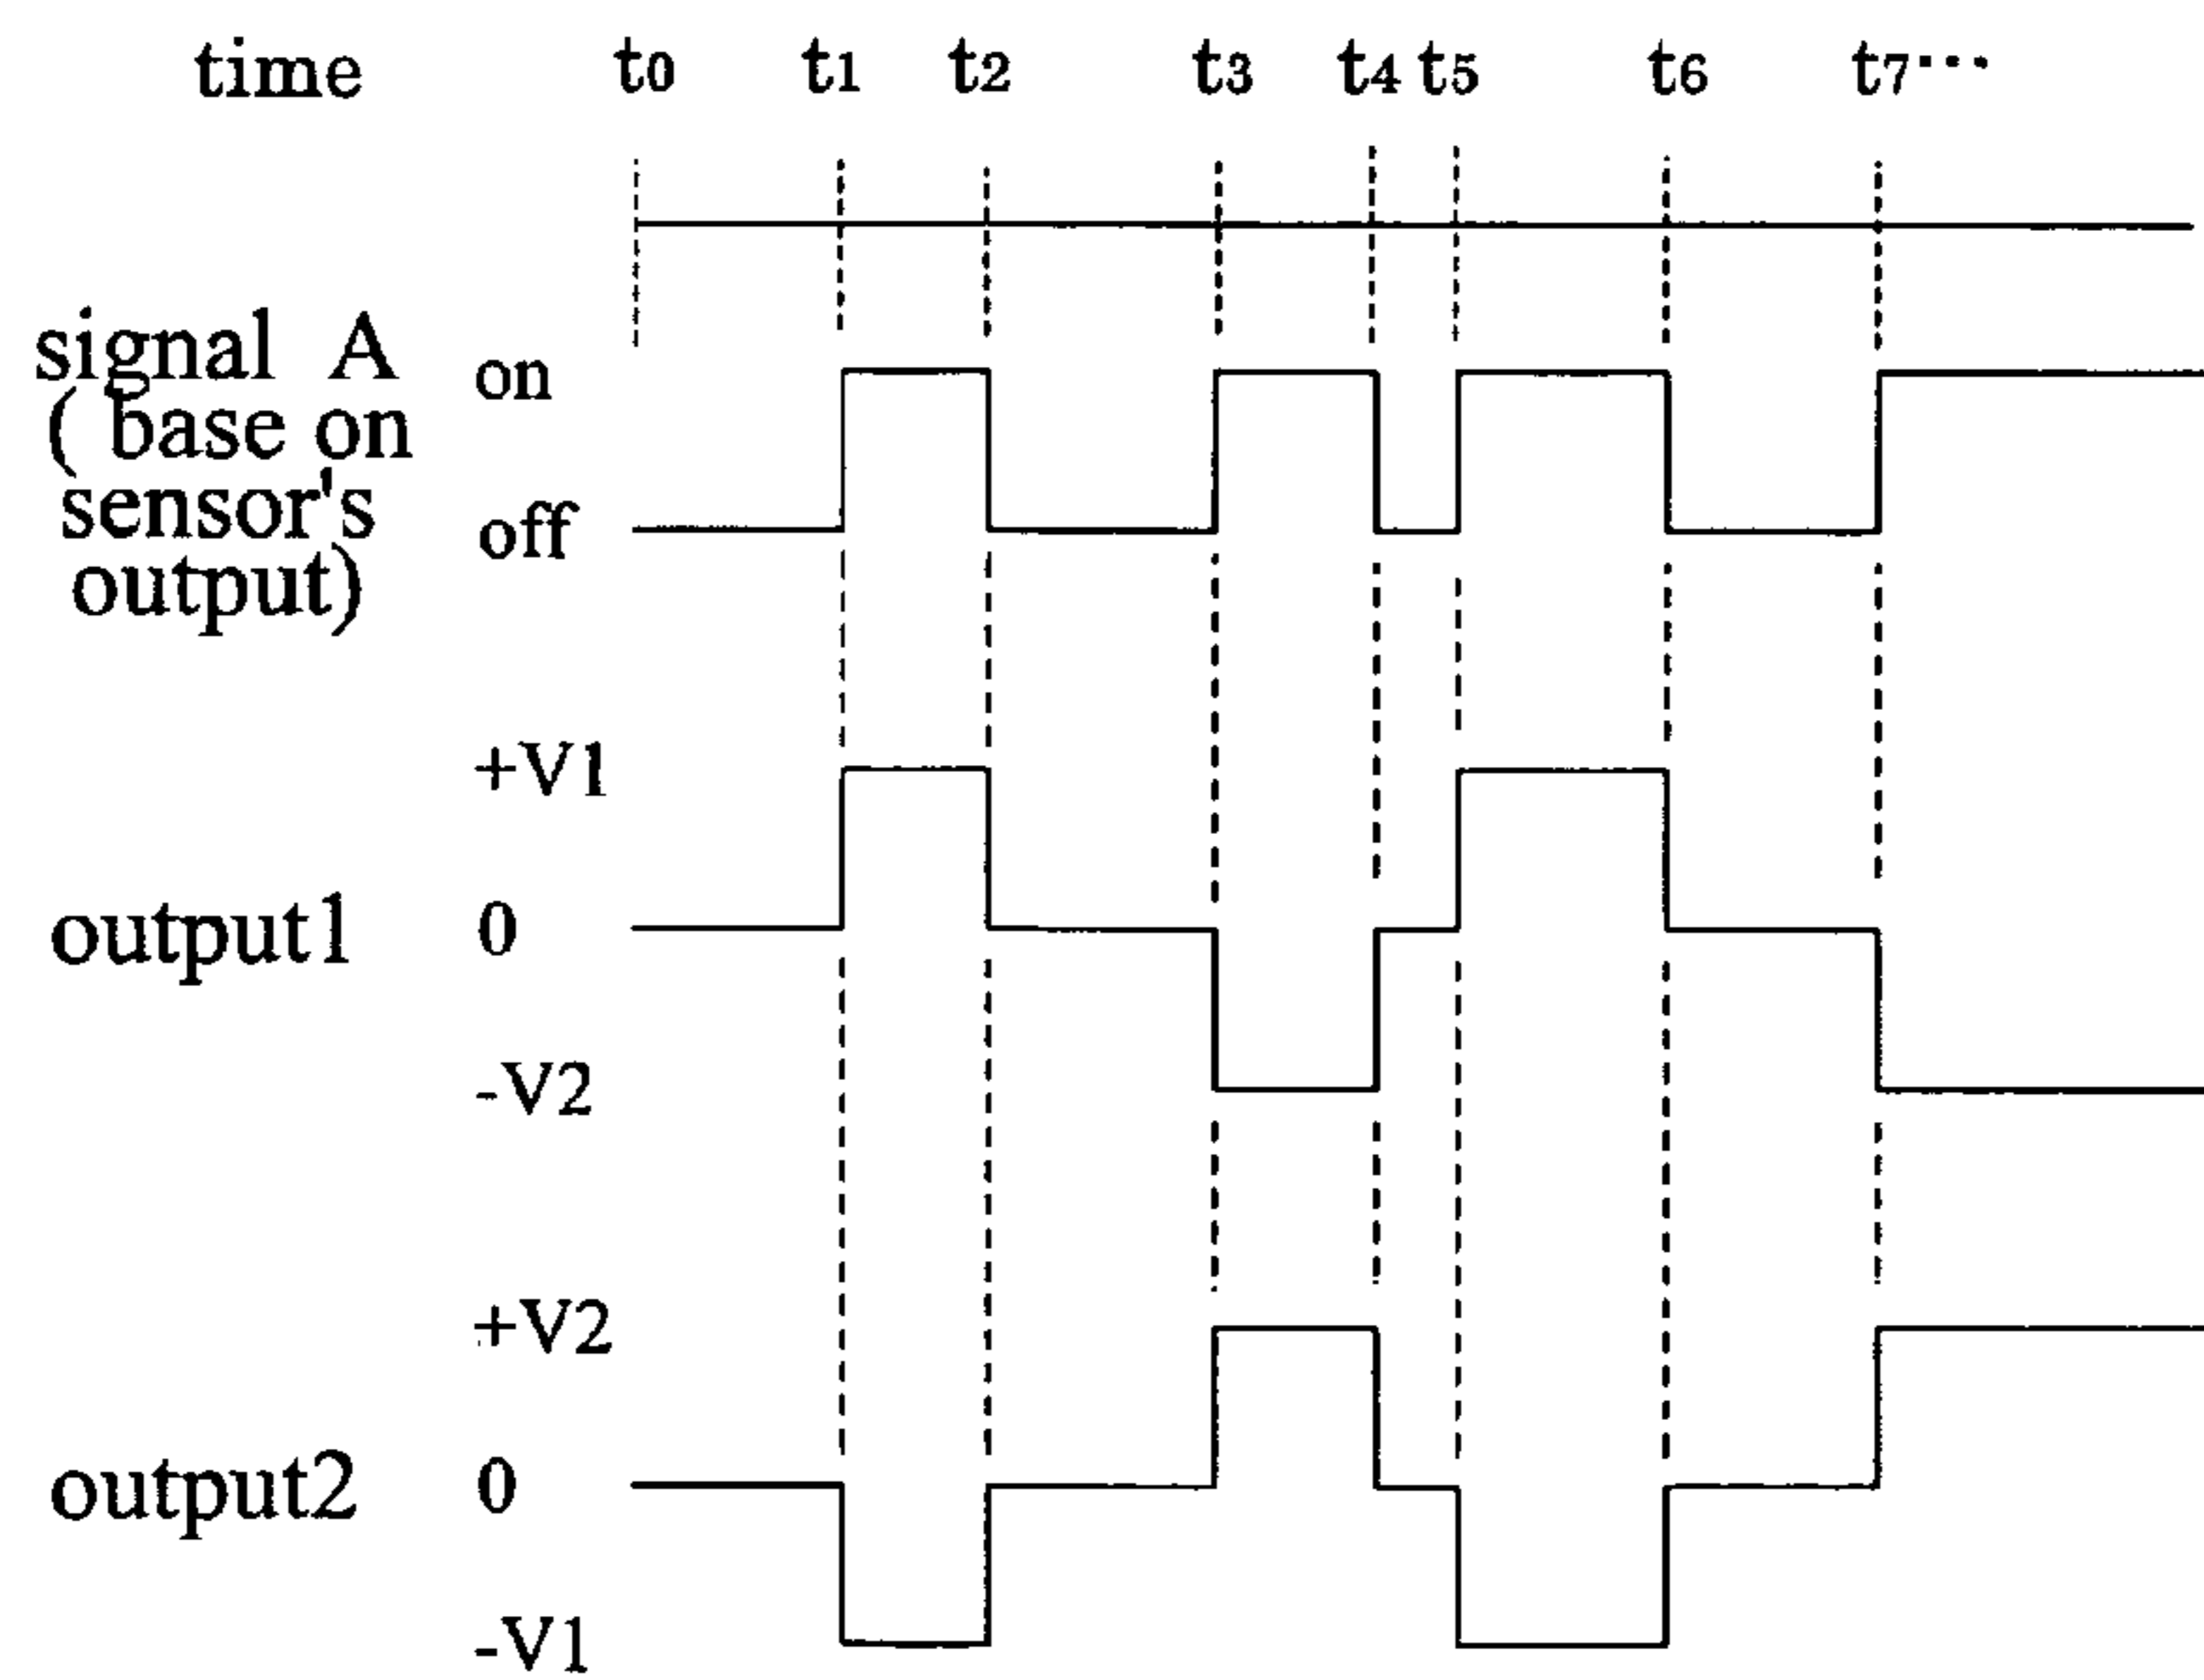 time t0 t1 t2 t3 t4 t5 t6 t7···
signal A
( base on
sensor's
output)
on
off
+V1
output1 0
-V2
+V2
output2 0
-V1